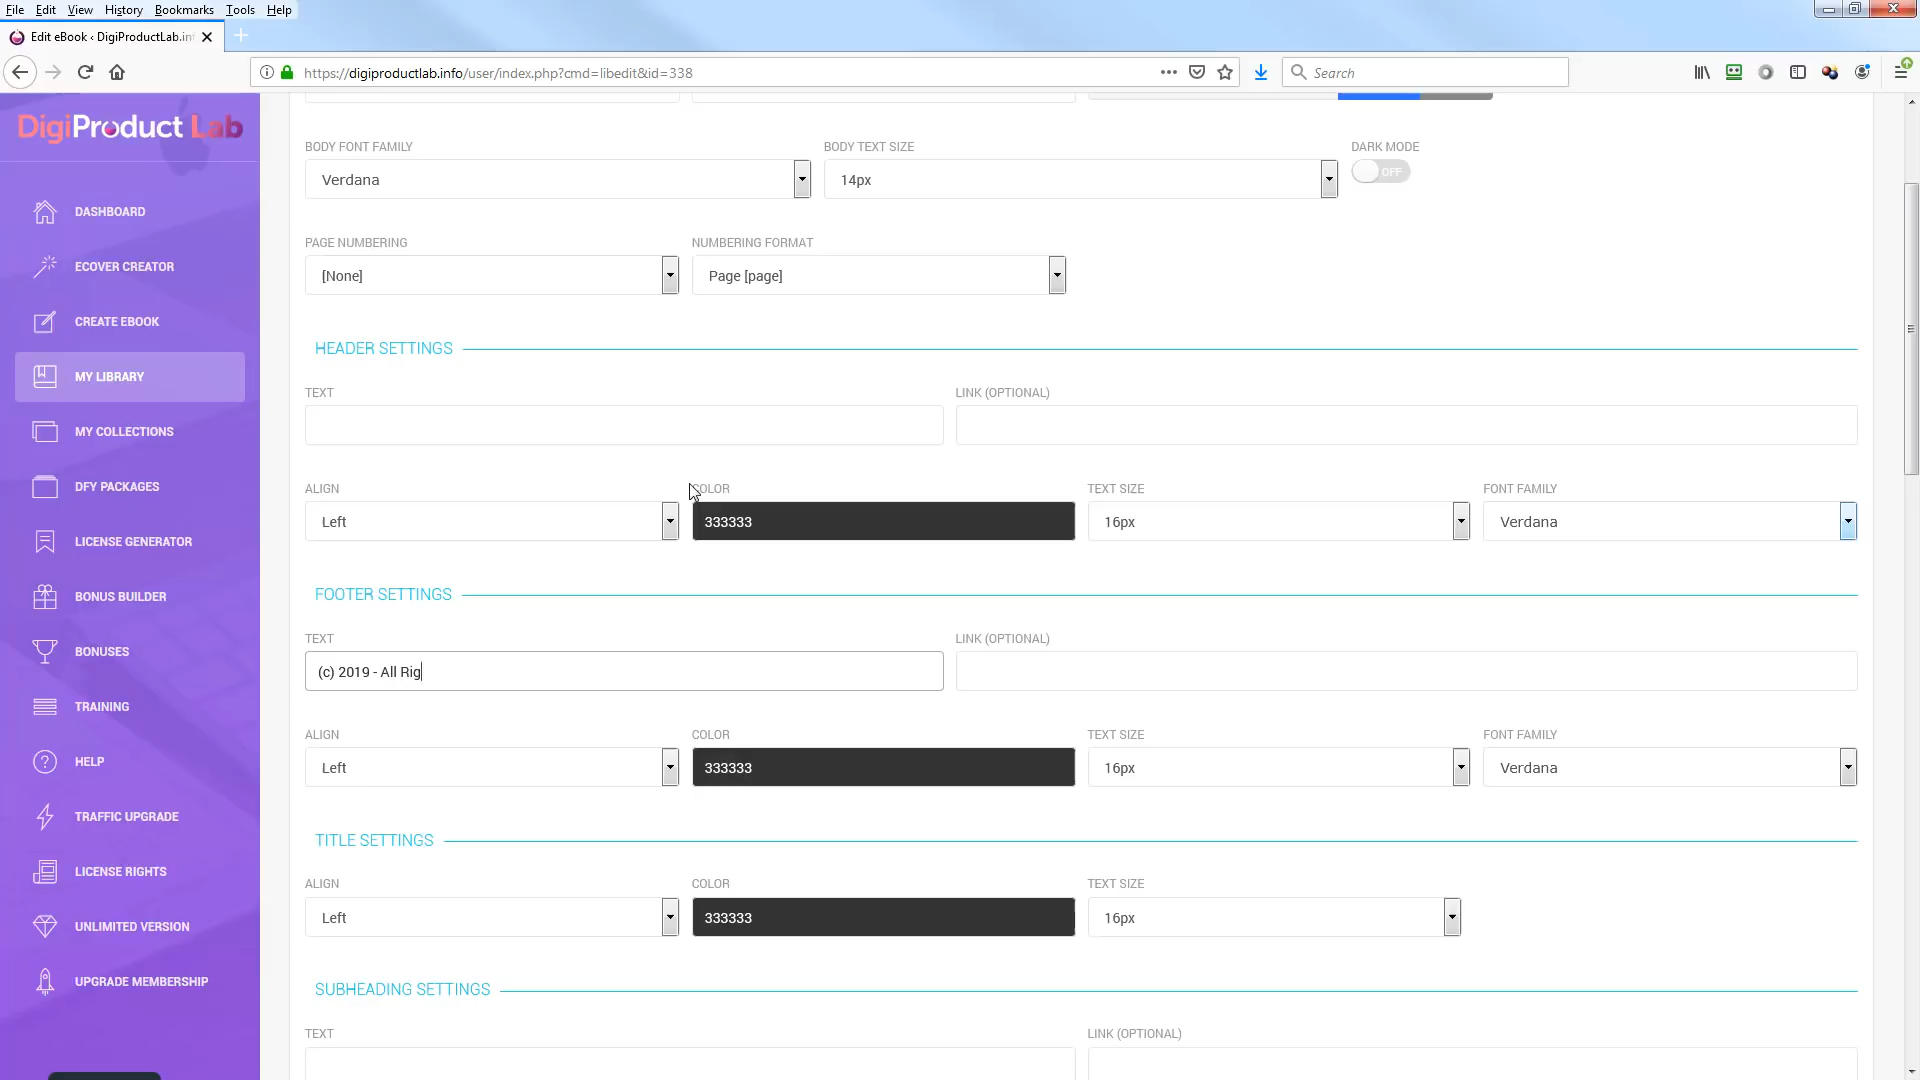 File Edit View History Bookmarks Tools Help
Edit eBook ‹ DigiProductLab.in
https://digiproductlab.info/user/index.php?cmd=libedit&id=338
Search
DigiProduct Lab
DASHBOARD
ECOVER CREATOR
CREATE EBOOK
MY LIBRARY
MY COLLECTIONS
DFY PACKAGES
LICENSE GENERATOR
BONUS BUILDER
BONUSES
TRAINING
HELP
TRAFFIC UPGRADE
LICENSE RIGHTS
UNLIMITED VERSION
UPGRADE MEMBERSHIP
BODY FONT FAMILY BODY TEXT SIZE DARK MODE
Verdana 14px OFF
PAGE NUMBERING NUMBERING FORMAT
[None] Page [page]
HEADER SETTINGS
TEXT LINK (OPTIONAL)
ALIGN COLOR TEXT SIZE FONT FAMILY
Left 333333 16px Verdana
FOOTER SETTINGS
TEXT LINK (OPTIONAL)
(c) 2019 - All Rig
ALIGN COLOR TEXT SIZE FONT FAMILY
Left 333333 16px Verdana
TITLE SETTINGS
ALIGN COLOR TEXT SIZE
Left 333333 16px
SUBHEADING SETTINGS
TEXT LINK (OPTIONAL)